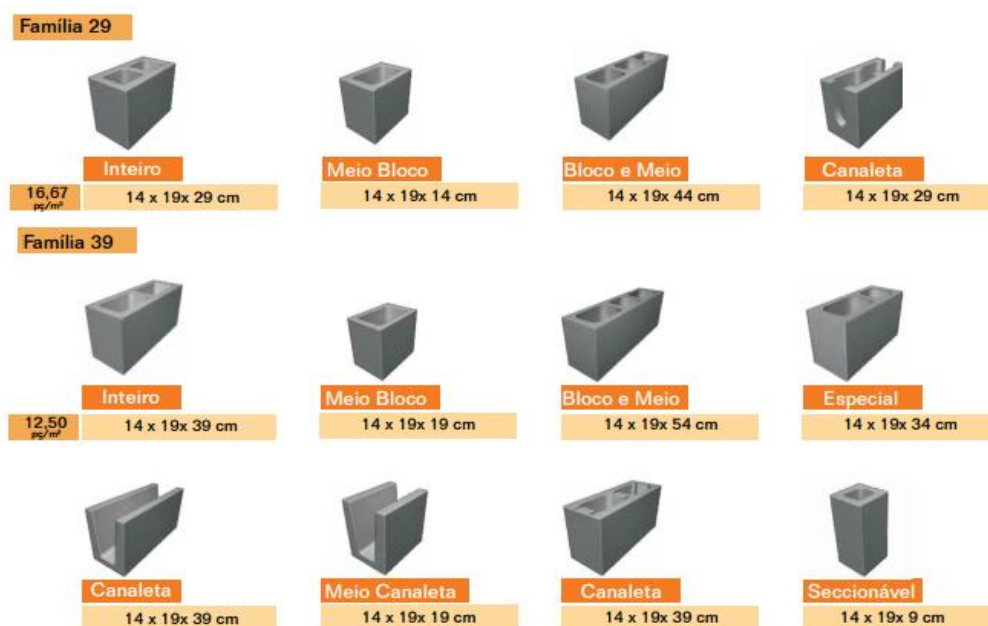 Família 29
Inteiro
Meio Bloco
Bloco e Meio
Canaleta
16,67
pç/m²
14 x 19x 29 cm
14 x 19x 14 cm
14 x 19x 44 cm
14 x 19x 29 cm
Família 39
Inteiro
Meio Bloco
Bloco e Meio
Especial
12,50
pç/m²
14 x 19x 39 cm
14 x 19x 19 cm
14 x 19x 54 cm
14 x 19x 34 cm
Canaleta
Meio Canaleta
Canaleta
Seccionável
14 x 19x 39 cm
14 x 19x 19 cm
14 x 19x 39 cm
14 x 19x 9 cm